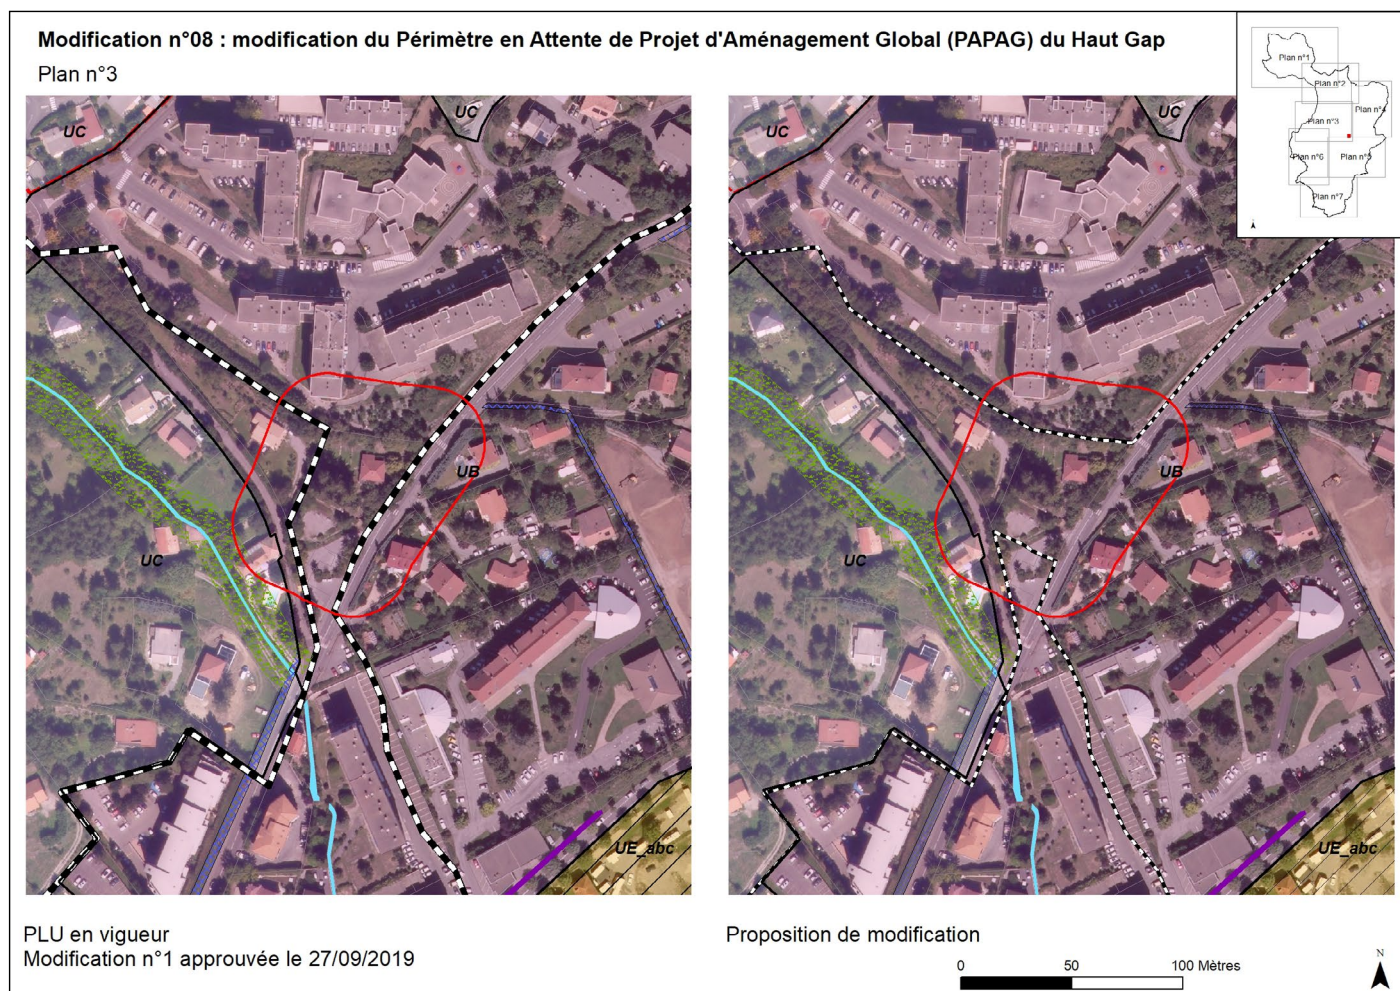 Modification n°08 : modification du Périmètre en Attente de Projet d'Aménagement Global (PAPAG) du Haut Gap
Plan n°3
Plan n°1
Plan n°2
Plan n°4
Plan n°3
Plan n°6
Plan n°5
Plan n°7
UC
UC
UB
UC
UE_abc
UC
UC
UB
UC
UE_abc
PLU en vigueur
Modification n°1 approuvée le 27/09/2019
Proposition de modification
0 50 100 Mètres
N